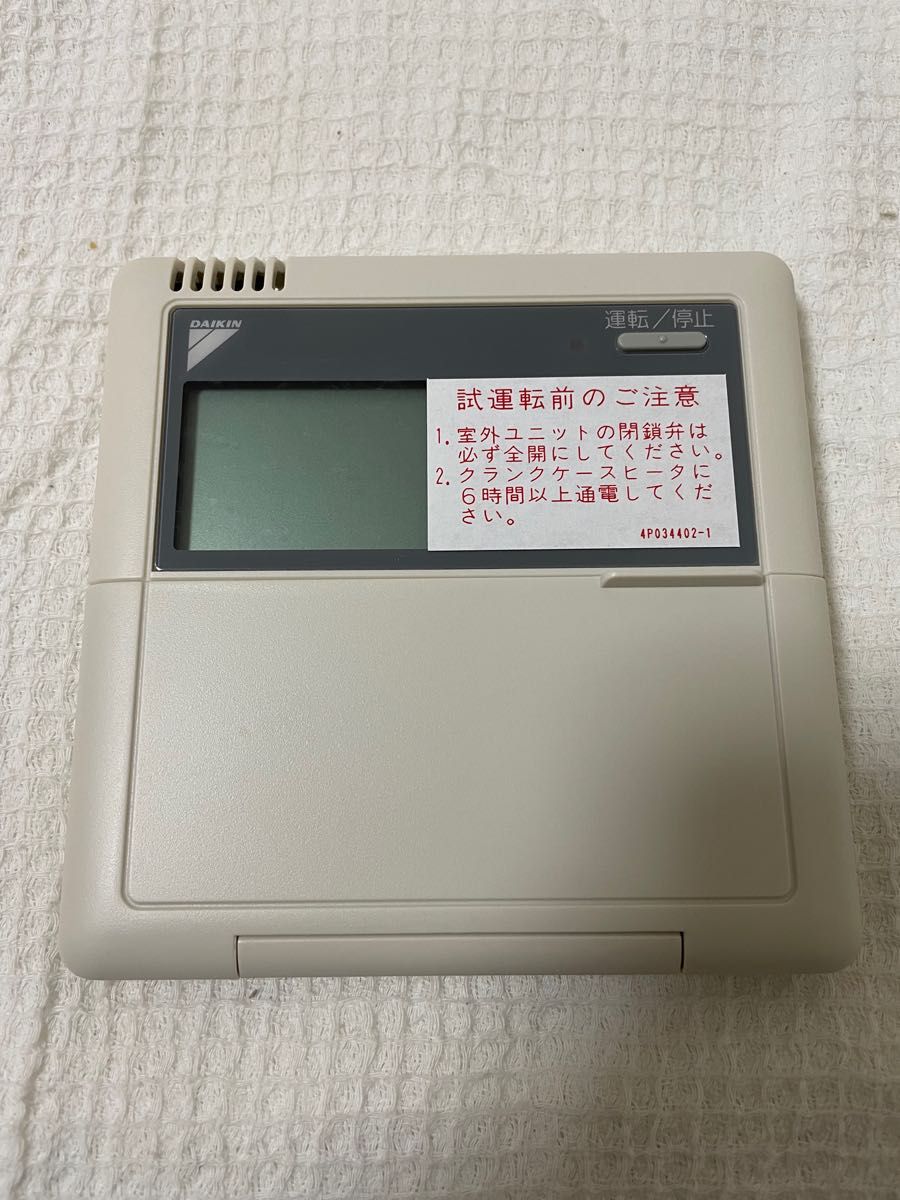 DAIKIN
運転／停止
試運転前のご注意
1. 室外ユニットの閉鎖弁は
必ず全開にしてください。
2. クランクケースヒータに
6時間以上通電してくだ
さい。
4P034402-1